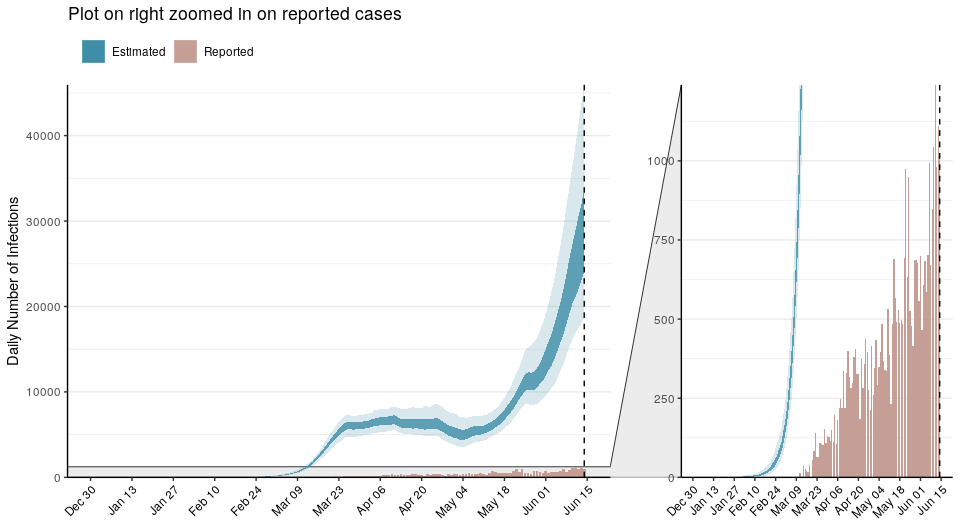 Plot on right zoomed in on reported cases
Estimated Reported
Daily Number of Infections
40000
30000
20000
10000
0
Dec 30 Jan 13 Jan 27 Feb 10 Feb 24 Mar 09 Mar 23 Apr 06 Apr 20 May 04 May 18 Jun 01 Jun 15
1000
750
500
250
0
Dec 30 Jan 13 Jan 27 Feb 10 Feb 24 Mar 09 Mar 23 Apr 06 Apr 20 May 04 May 18 Jun 01 Jun 15